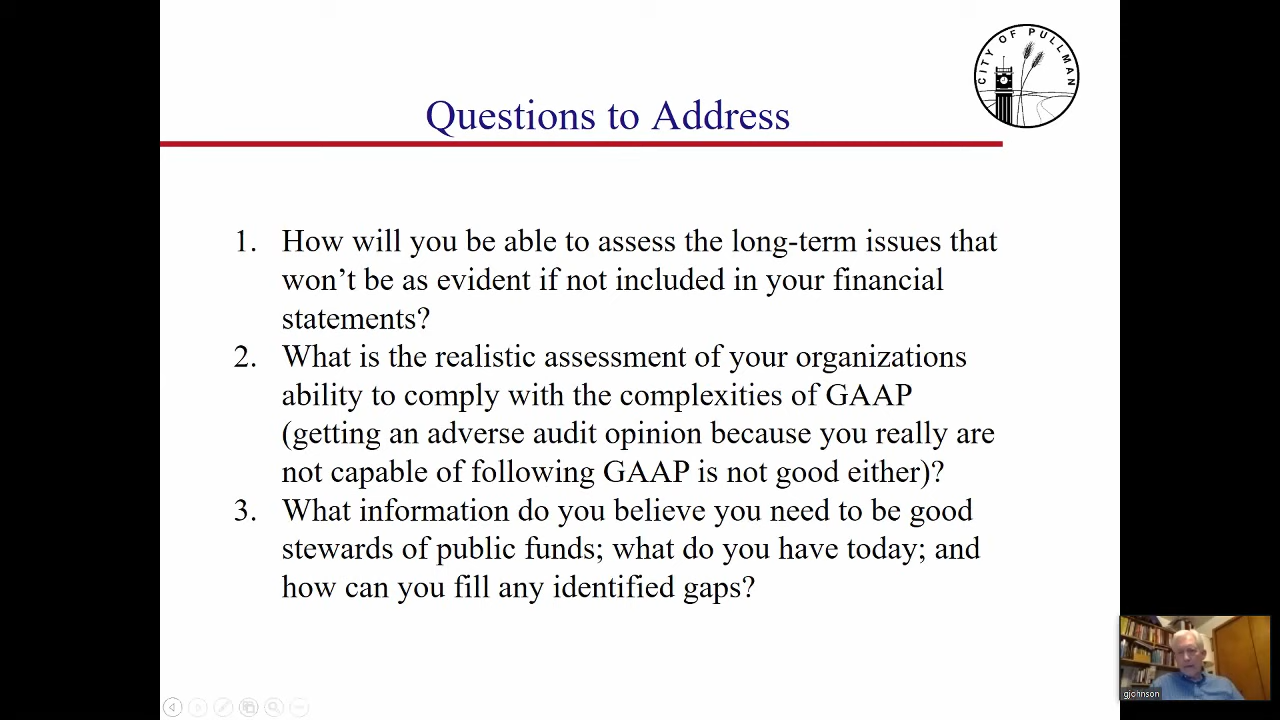 CITY OF PULLMAN
Questions to Address
1. How will you be able to assess the long-term issues that
won’t be as evident if not included in your financial
statements?
2. What is the realistic assessment of your organizations
ability to comply with the complexities of GAAP
(getting an adverse audit opinion because you really are
not capable of following GAAP is not good either)?
3. What information do you believe you need to be good
stewards of public funds; what do you have today; and
how can you fill any identified gaps?
gjohnson